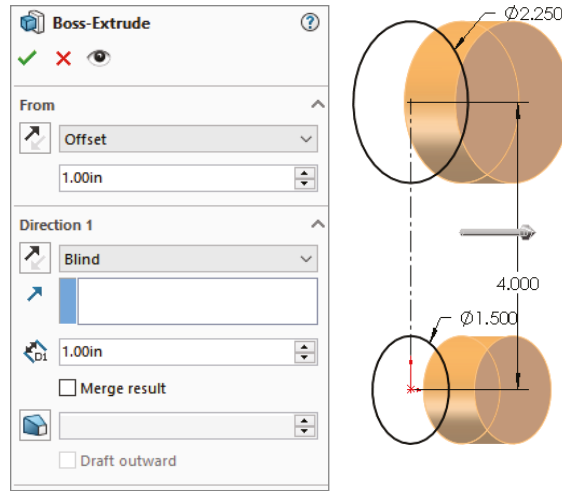 Boss-Extrude
From
Offset
1.00in
Direction 1
Blind
D1
1.00in
Merge result
Draft outward
Ø2.250
4.000
Ø1.500